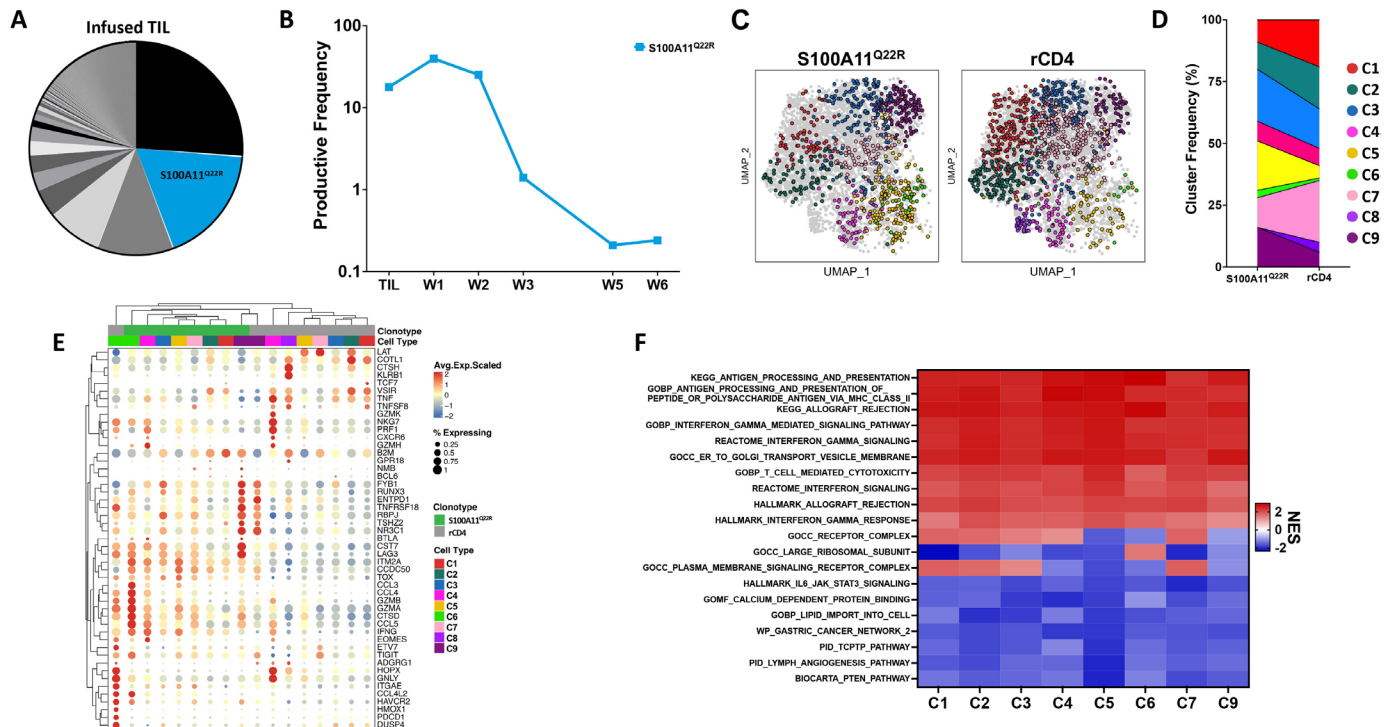 A
Infused TIL
S100A11Q22R
B
Productive Frequency
100
10
1
0.1
TIL
W1
W2
W3
W5
W6
S100A11Q22R
C
S100A11Q22R
rCD4
UMAP_2
UMAP_1
UMAP_2
UMAP_1
D
Cluster Frequency (%)
100
75
50
25
0
S100A11Q22R
rCD4
C1
C2
C3
C4
C5
C6
C7
C8
C9
E
Clonotype
Cell Type
LAT
COTL1
CTSH
KLRB1
TCF7
VSIR
TNF
TNFSF8
GZMK
NKG7
PRF1
CXCR6
GZMH
B2M
GPR18
NMB
BCL6
FYB1
RUNX3
ENTPD1
TNFRSF18
RBPJ
TSHZ2
NR3C1
BTLA
CST7
LAG3
ITM2A
CCDC50
TOX
CCL3
CCL4
GZMB
GZMA
CTSD
CCL5
IFNG
EOMES
ETV7
TIGIT
ADGRG1
HOPX
GNLY
ITGAE
CCL4L2
HAVCR2
HMOX1
PDCD1
DUSP4
Avg.Exp.Scaled
2
1
0
−1
−2
% Expressing
0.25
0.5
0.75
1
Clonotype
S100A11Q22R
rCD4
Cell Type
C1
C2
C3
C4
C5
C6
C7
C8
C9
F
KEGG_ANTIGEN_PROCESSING_AND_PRESENTATION
GOBP_ANTIGEN_PROCESSING_AND_PRESENTATION_OF_
PEPTIDE_OR_POLYSACCHARIDE_ANTIGEN_VIA_MHC_CLASS_II
KEGG_ALLOGRAFT_REJECTION
GOBP_INTERFERON_GAMMA_MEDIATED_SIGNALING_PATHWAY
REACTOME_INTERFERON_GAMMA_SIGNALING
GOCC_ER_TO_GOLGI_TRANSPORT_VESICLE_MEMBRANE
GOBP_T_CELL_MEDIATED_CYTOTOXICITY
REACTOME_INTERFERON_SIGNALING
HALLMARK_ALLOGRAFT_REJECTION
HALLMARK_INTERFERON_GAMMA_RESPONSE
GOCC_RECEPTOR_COMPLEX
GOCC_LARGE_RIBOSOMAL_SUBUNIT
GOCC_PLASMA_MEMBRANE_SIGNALING_RECEPTOR_COMPLEX
HALLMARK_IL6_JAK_STAT3_SIGNALING
GOMF_CALCIUM_DEPENDENT_PROTEIN_BINDING
GOBP_LIPID_IMPORT_INTO_CELL
WP_GASTRIC_CANCER_NETWORK_2
PID_TCPTP_PATHWAY
PID_LYMPH_ANGIOGENESIS_PATHWAY
BIOCARTA_PTEN_PATHWAY
C1
C2
C3
C4
C5
C6
C7
C9
2
0
-2
NES